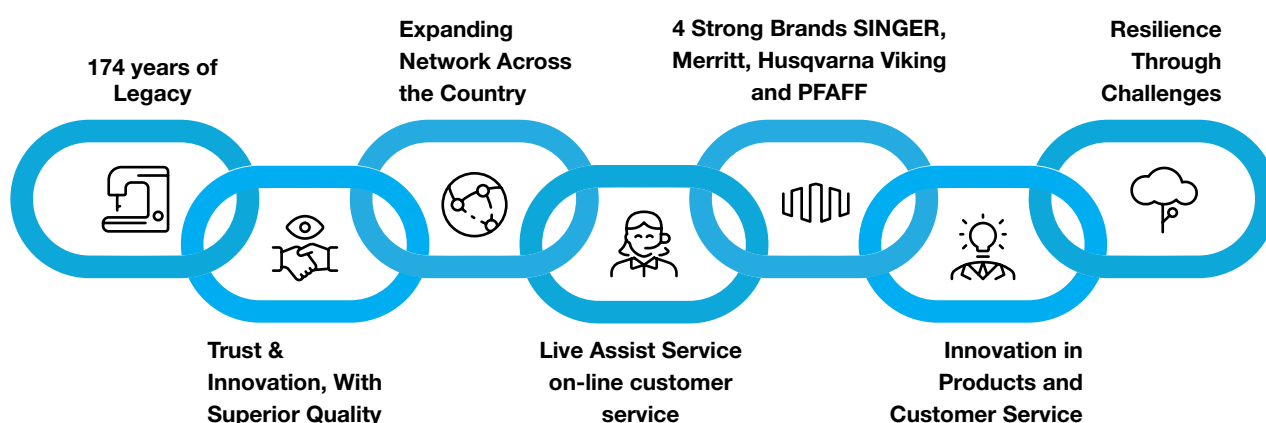 174 years of
Legacy
Trust &
Innovation, With
Superior Quality
Expanding
Network Across
the Country
Live Assist Service
on-line customer
service
4 Strong Brands SINGER,
Merritt, Husqvarna Viking
and PFAFF
Innovation in
Products and
Customer Service
Resilience
Through
Challenges